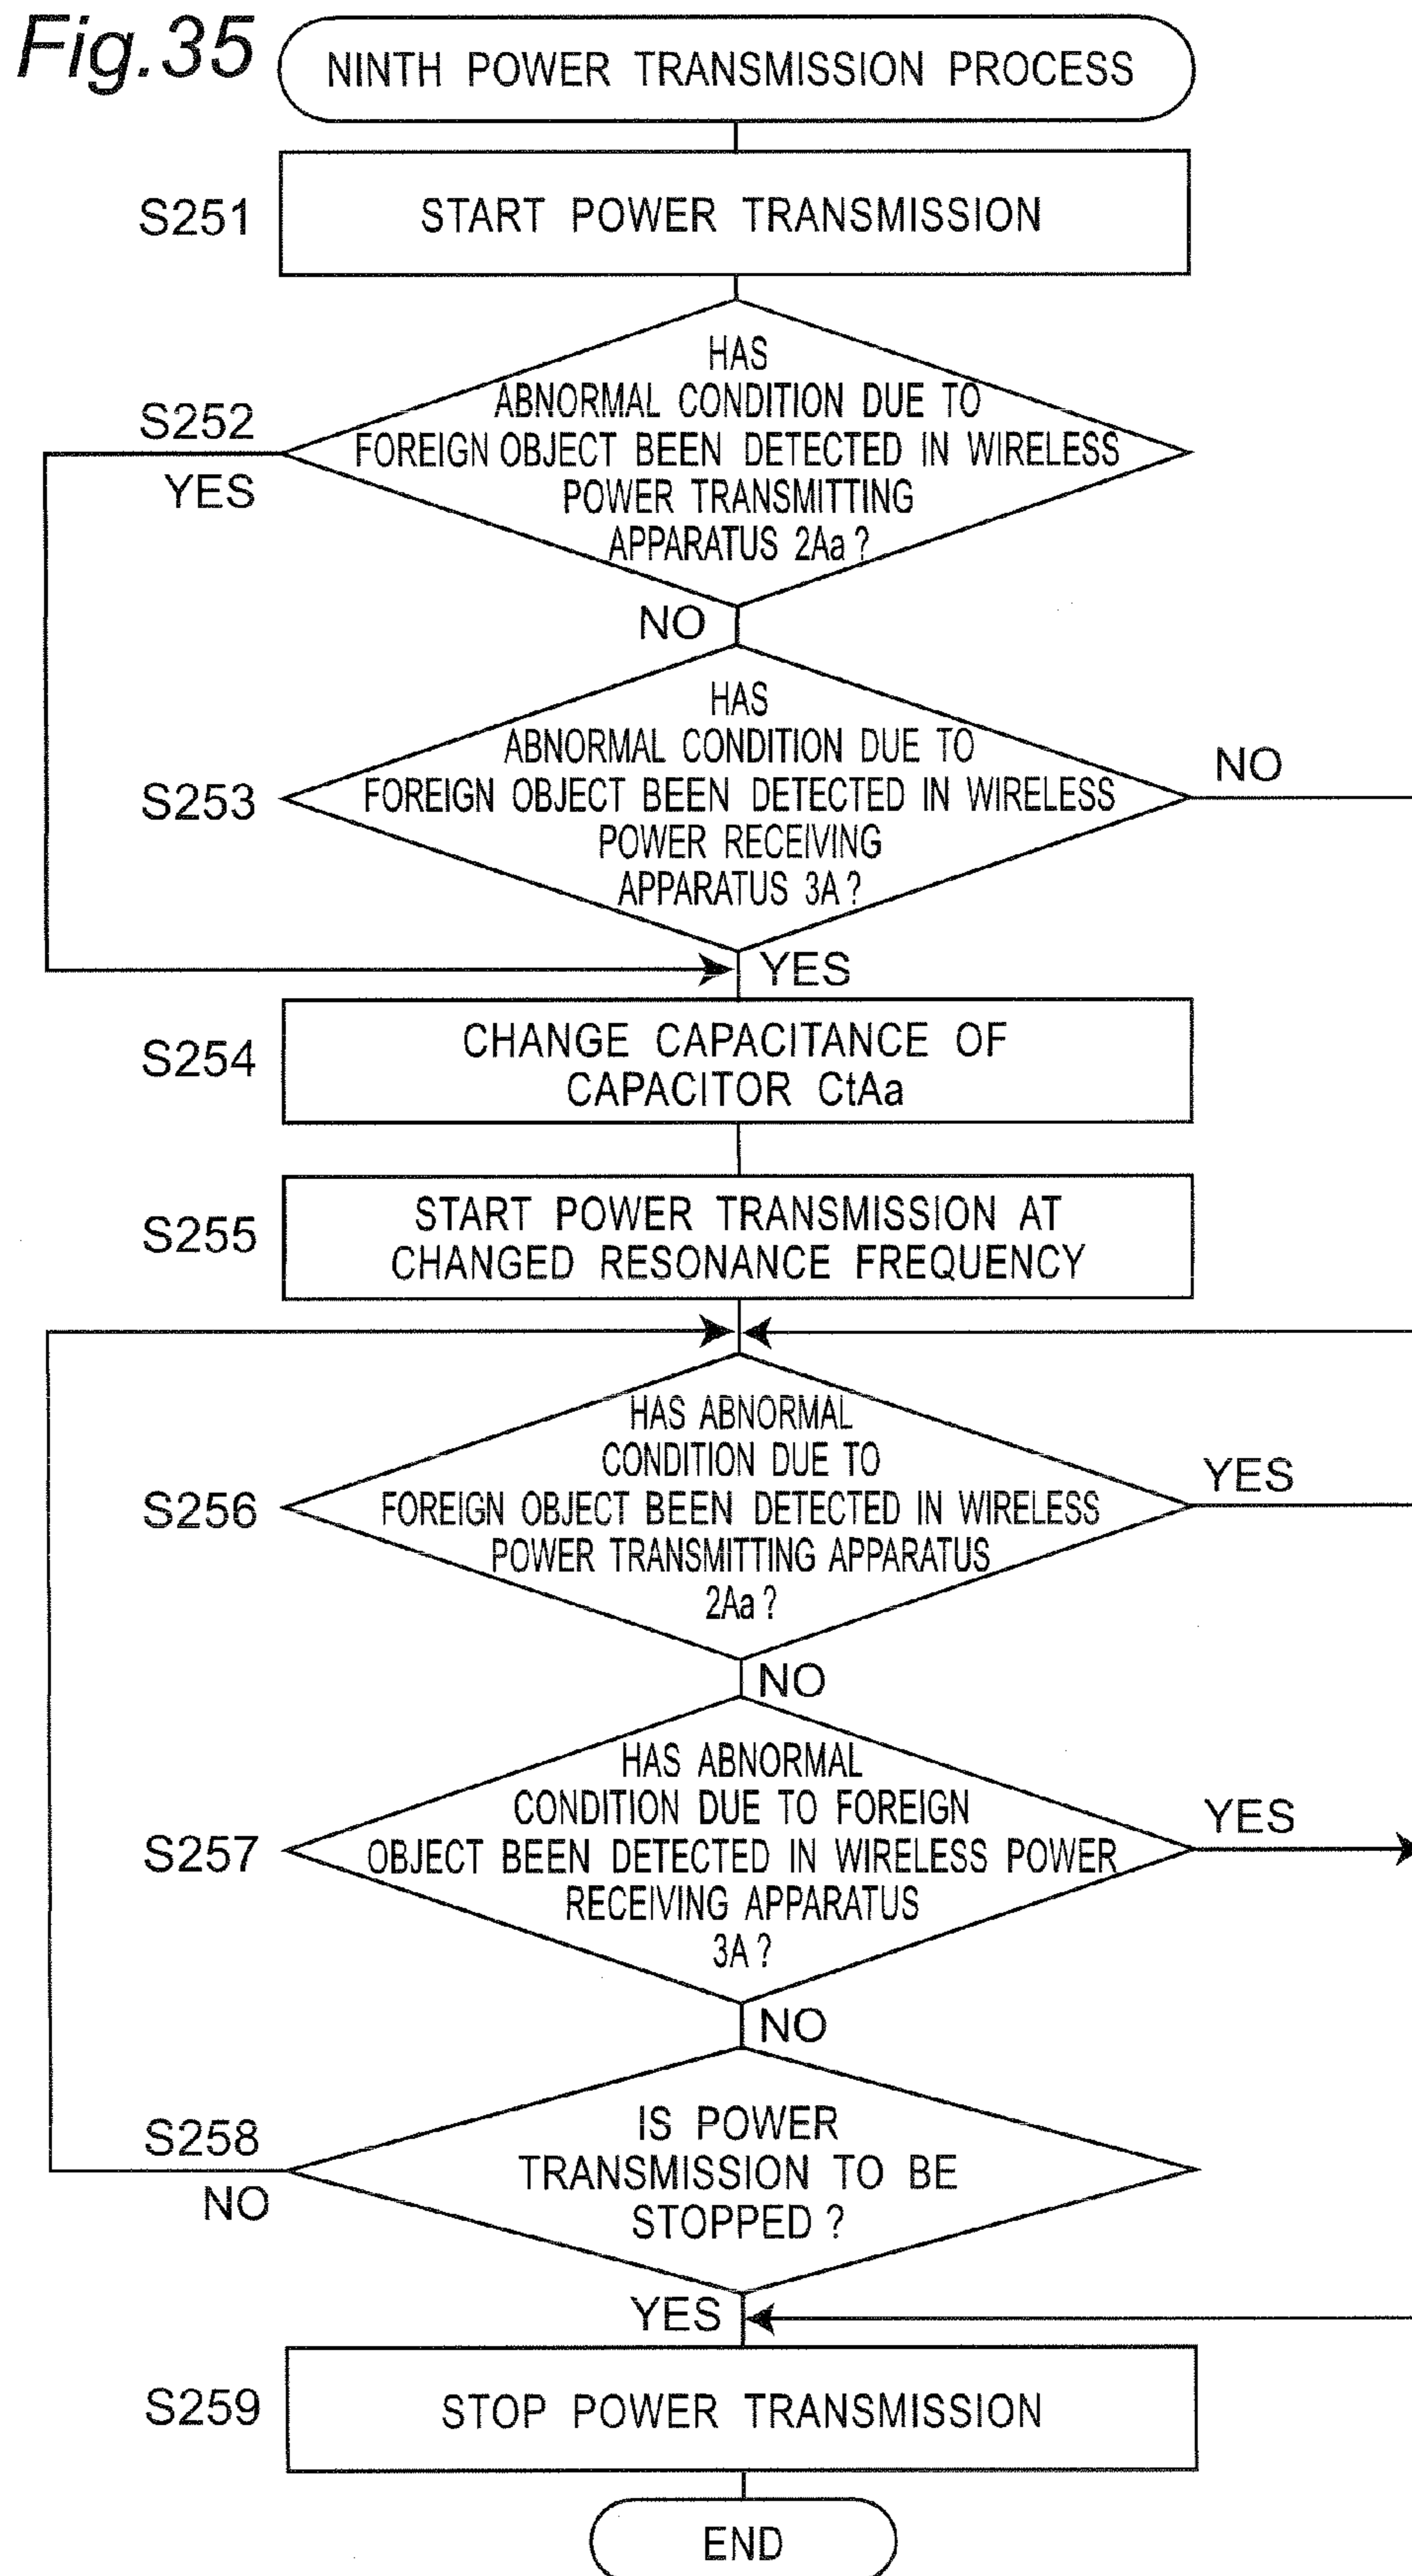 Fig.35
NINTH POWER TRANSMISSION PROCESS
S251
START POWER TRANSMISSION
S252
YES
HAS
ABNORMAL CONDITION DUE TO
FOREIGN OBJECT BEEN DETECTED IN WIRELESS
POWER TRANSMITTING
APPARATUS 2Aa ?
NO
S253
HAS
ABNORMAL CONDITION DUE TO
FOREIGN OBJECT BEEN DETECTED IN WIRELESS
POWER RECEIVING
APPARATUS 3A ?
NO
YES
S254
CHANGE CAPACITANCE OF
CAPACITOR CtAa
S255
START POWER TRANSMISSION AT
CHANGED RESONANCE FREQUENCY
S256
HAS ABNORMAL
CONDITION DUE TO
FOREIGN OBJECT BEEN DETECTED IN WIRELESS
POWER TRANSMITTING APPARATUS
2Aa ?
YES
NO
S257
HAS ABNORMAL
CONDITION DUE TO FOREIGN
OBJECT BEEN DETECTED IN WIRELESS POWER
RECEIVING APPARATUS
3A ?
YES
NO
S258
NO
IS POWER
TRANSMISSION TO BE
STOPPED ?
YES
S259
STOP POWER TRANSMISSION
END